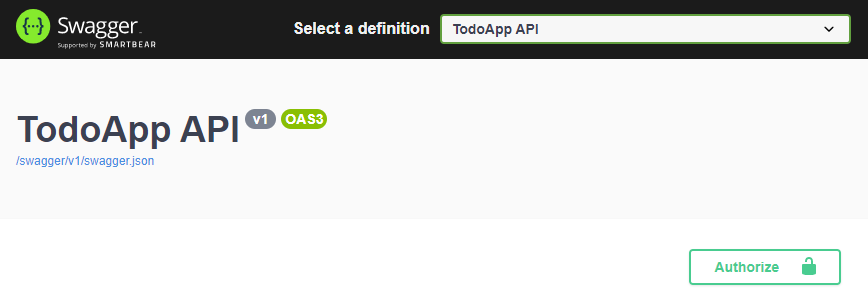 {···} Swagger.
Supported by SMARTBEAR
Select a definition
TodoApp API
TodoApp API v1 OAS3
/swagger/v1/swagger.json
Authorize